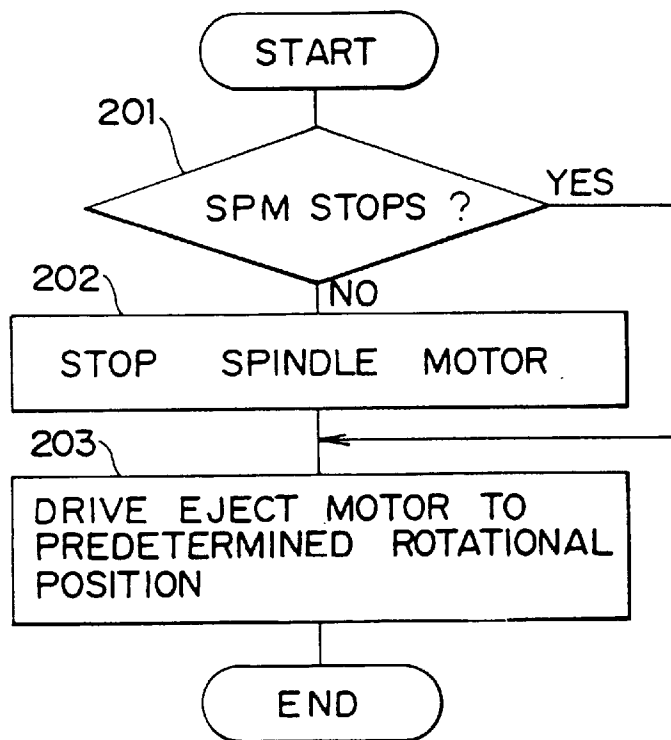 START
201
SPM STOPS ?
YES
202
NO
STOP SPINDLE MOTOR
203
DRIVE EJECT MOTOR TO
PREDETERMINED ROTATIONAL
POSITION
END